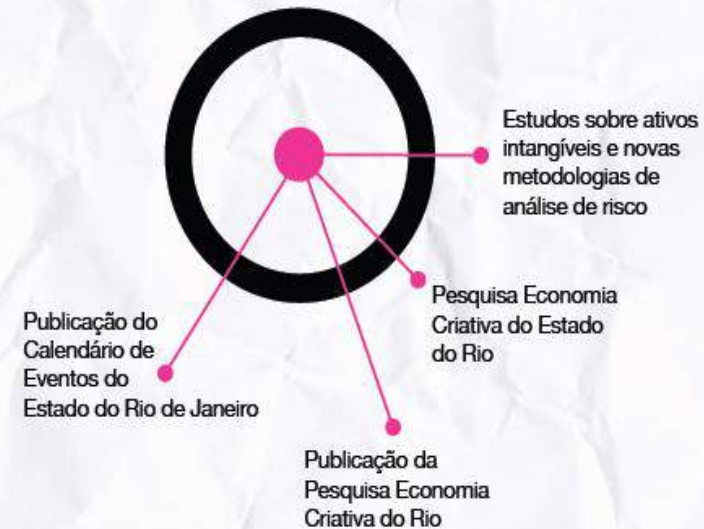 Estudos sobre ativos
intangíveis e novas
metodologias de
análise de risco
Pesquisa Economia
Criativa do Estado
do Rio
Publicação do
Calendário de
Eventos do
Estado do Rio de Janeiro
Publicação da
Pesquisa Economia
Criativa do Rio